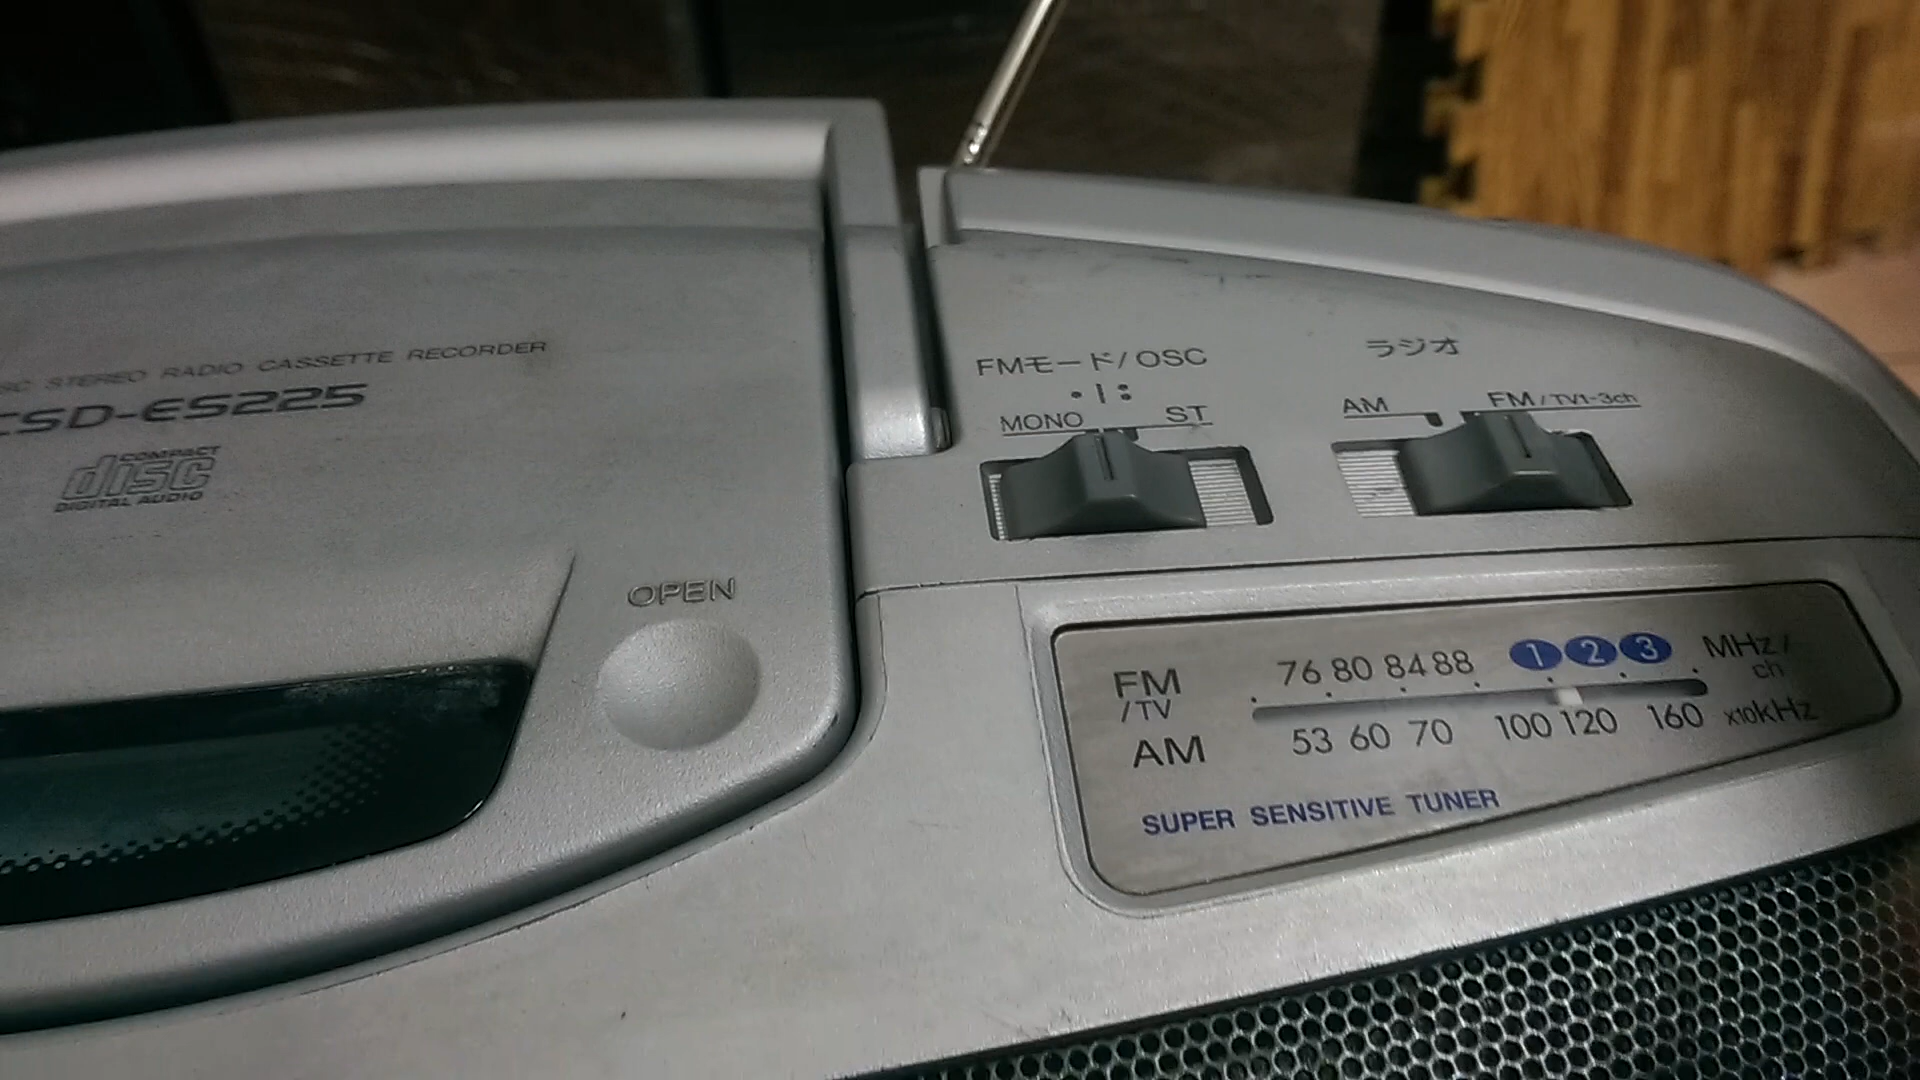 STEREO RADIO CASSETTE RECORDER
CSD-ES225
COMPACT
disc
DIGITAL AUDIO
OPEN
FMモード/OSC
MONO ST
ラジオ
AM FM/TV1-3ch
FM/TV 76 80 84 88 1 2 3 MHz/ch
AM 53 60 70 100 120 160 x10kHz
SUPER SENSITIVE TUNER